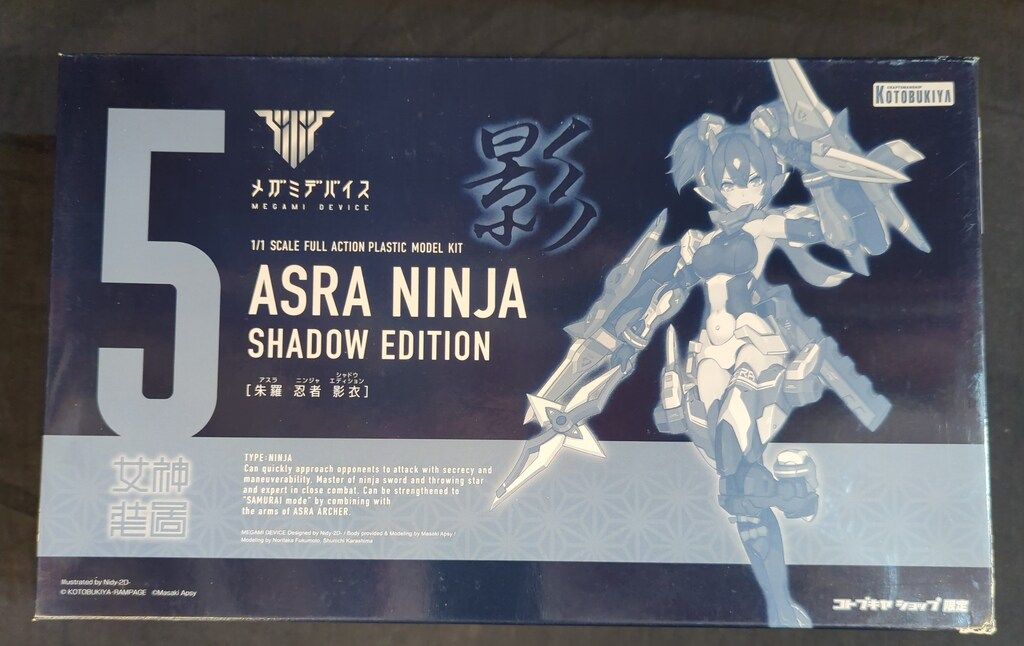 5
メガミデバイス
MEGAMI DEVICE
影
CRAFTSMANSHIP
KOTOBUKIYA
1/1 SCALE FULL ACTION PLASTIC MODEL KIT
ASRA NINJA
SHADOW EDITION
アスラ ニンジャ シャドウエディション
[朱羅 忍者 影衣]
女神
装置
TYPE:NINJA
Can quickly approach opponents to attack with secrecy and
maneuverability. Master of ninja sword and throwing star
and expert in close combat. Can be strengthened to
"SAMURAI mode" by combining with
the arms of ASRA ARCHER.
MEGAMI DEVICE Designed by Nidy-2D- / Body provided & Modeling by Masaki Apsy /
Modeling by Noritaka Fukumoto, Shunichi Karashima
Illustrated by Nidy-2D-
© KOTOBUKIYA･RAMPAGE ©Masaki Apsy
コトブキヤ ショップ 限定